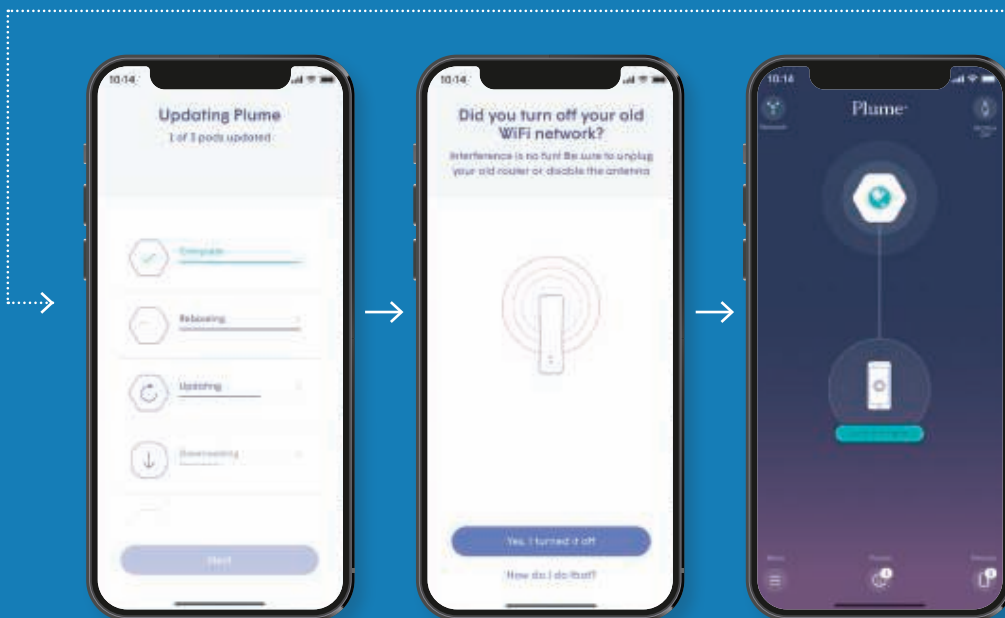 10:14
Updating Plume
1 of 3 pods updated
Complete
Rebooting
Updating
Downloading
Next
10:14
Did you turn off your old
WiFi network?
Interference is no fun! Be sure to unplug
your old router or disable the antenna
Yes, I turned it off
How do I do that?
10:14
Plume